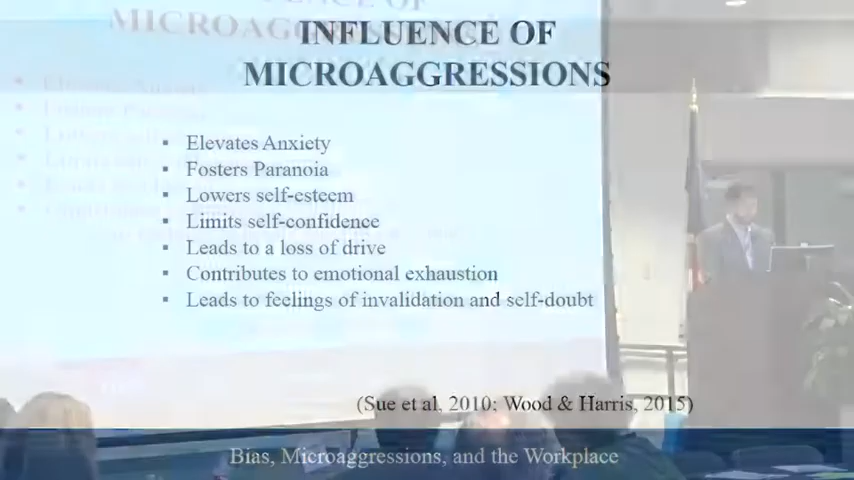 INFLUENCE OF
MICROAGGRESSIONS
▪ Elevates Anxiety
▪ Fosters Paranoia
▪ Lowers self-esteem
▪ Limits self-confidence
▪ Leads to a loss of drive
▪ Contributes to emotional exhaustion
▪ Leads to feelings of invalidation and self-doubt
(Sue et al, 2010; Wood & Harris, 2015)
Bias, Microaggressions, and the Workplace